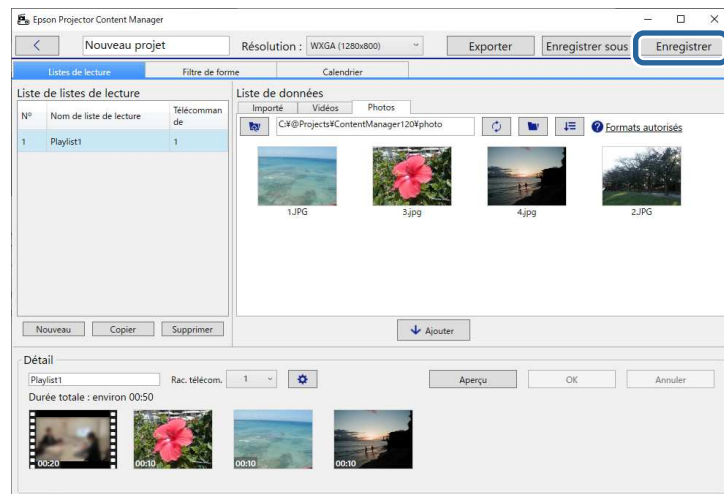 Epson Projector Content Manager
Nouveau projet Résolution : WXGA (1280x800) Exporter Enregistrer sous Enregistrer
Listes de lecture Filtre de forme Calendrier
Liste de listes de lecture
Nº Nom de liste de lecture Télécomman
de
1 Playlist1 1
Nouveau Copier Supprimer
Liste de données
Importé Vidéos Photos
C:¥@Projects¥ContentManager120¥photo ? Formats autorisés
1.JPG 3.jpg 4.jpg 2.JPG
Ajouter
Détail
Playlist1 Rac. télécom. 1 Aperçu OK Annuler
Durée totale : environ 00:50
00:20 00:10 00:10 00:10